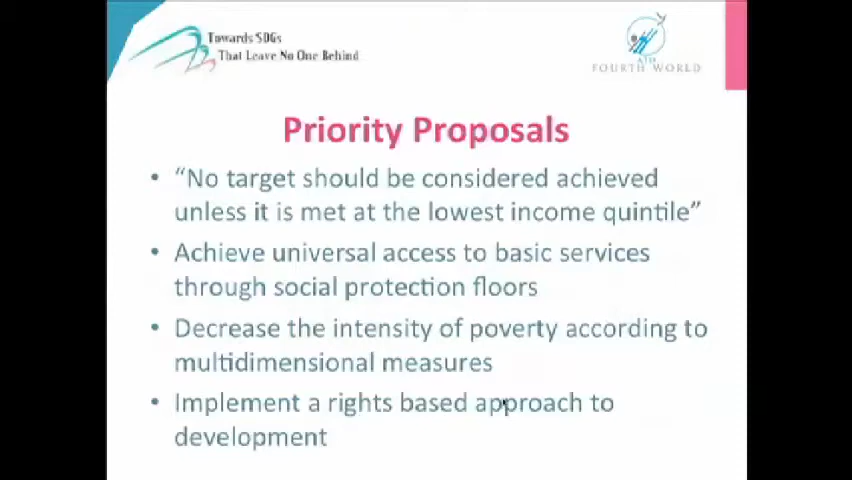 Towards SDGs
That Leave No One Behind
ATD
FOURTH WORLD
Priority Proposals
• “No target should be considered achieved
unless it is met at the lowest income quintile”
• Achieve universal access to basic services
through social protection floors
• Decrease the intensity of poverty according to
multidimensional measures
• Implement a rights based approach to
development